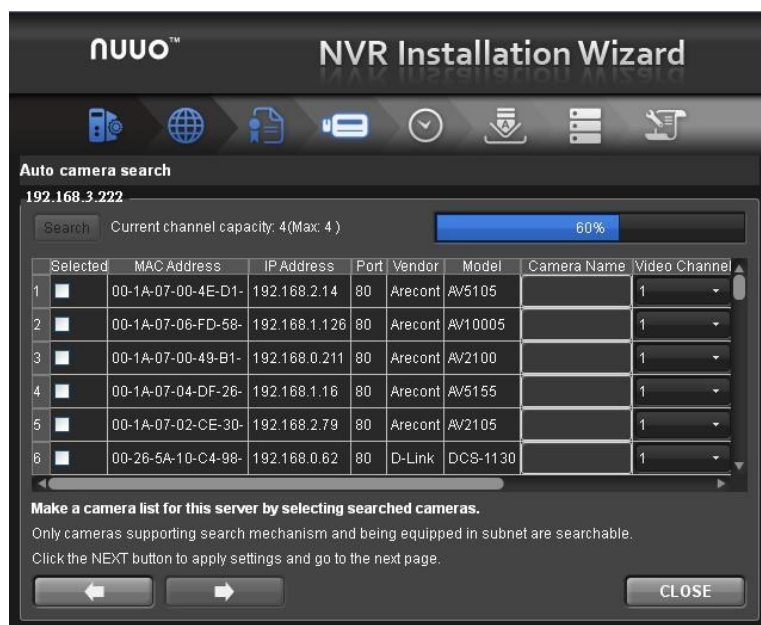 nuuo™ NVR Installation Wizard
Auto camera search
192.168.3.222
Search Current channel capacity: 4(Max: 4 ) 60%
Selected MAC Address IP Address Port Vendor Model Camera Name Video Channel
1 00-1A-07-00-4E-D1- 192.168.2.14 80 Arecont AV5105 1
2 00-1A-07-06-FD-58- 192.168.1.126 80 Arecont AV10005 1
3 00-1A-07-00-49-B1- 192.168.0.211 80 Arecont AV2100 1
4 00-1A-07-04-DF-26- 192.168.1.16 80 Arecont AV5155 1
5 00-1A-07-02-CE-30- 192.168.2.79 80 Arecont AV2105 1
6 00-26-5A-10-C4-98- 192.168.0.62 80 D-Link DCS-1130 1
Make a camera list for this server by selecting searched cameras.
Only cameras supporting search mechanism and being equipped in subnet are searchable.
Click the NEXT button to apply settings and go to the next page.
CLOSE